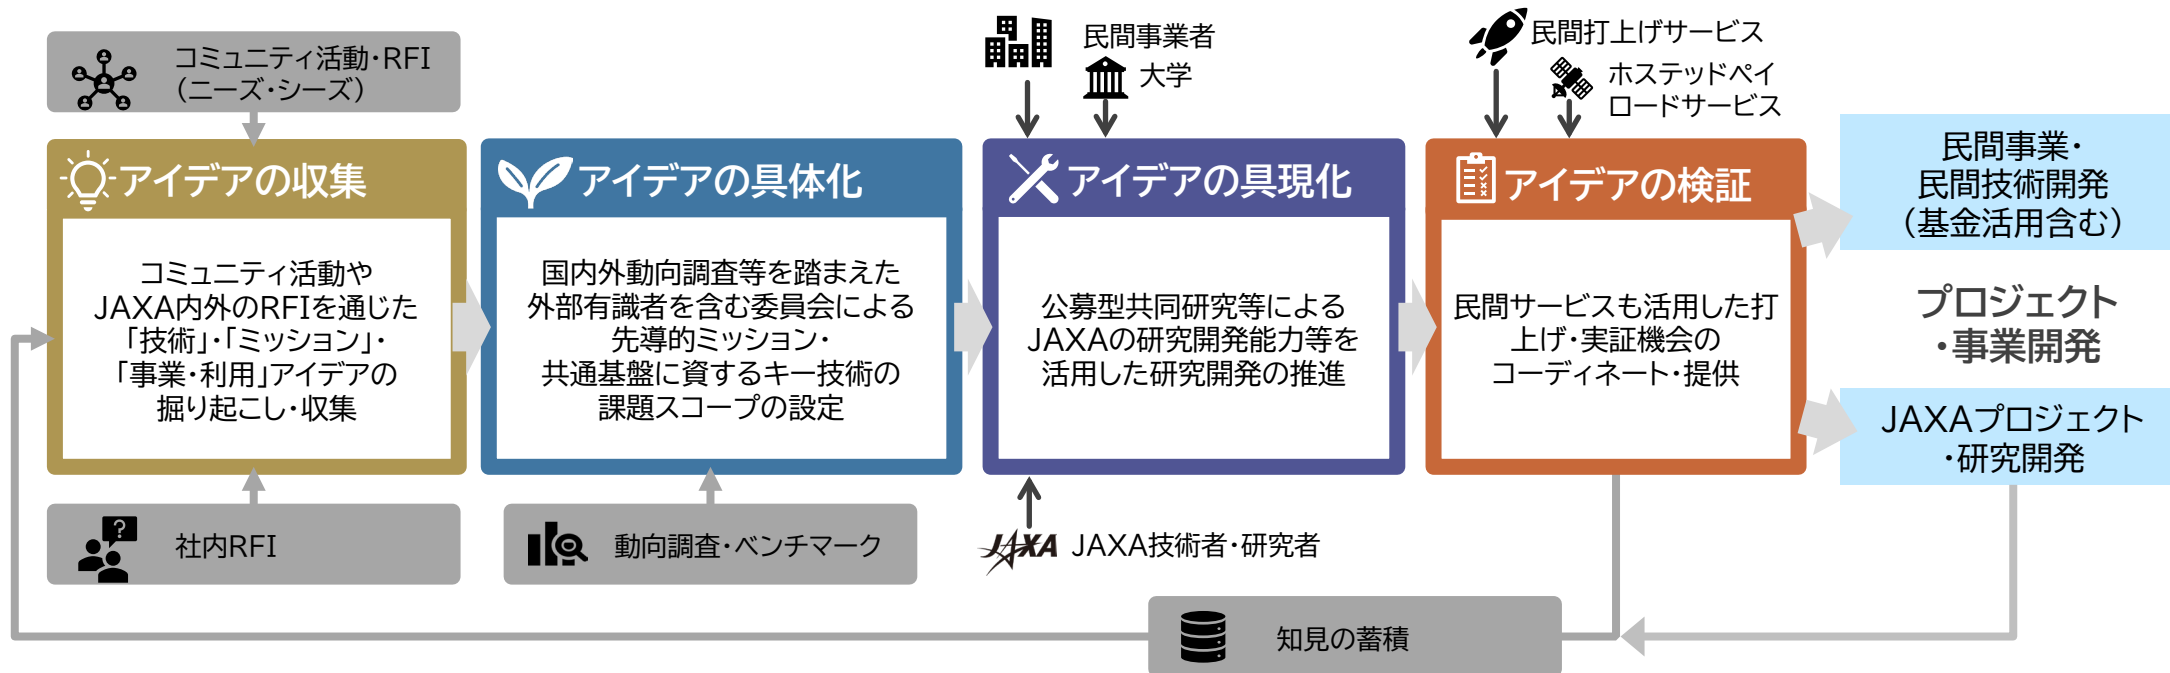 コミュニティ活動・RFI
（ニーズ・シーズ）
民間事業者
大学
民間打上げサービス
ホステッドペイ
ロードサービス
アイデアの収集
コミュニティ活動や
JAXA内外のRFIを通じた
「技術」・「ミッション」・
「事業・利用」アイデアの
掘り起こし・収集
社内RFI
アイデアの具体化
国内外動向調査等を踏まえた
外部有識者を含む委員会による
先導的ミッション・
共通基盤に資するキー技術の
課題スコープの設定
動向調査・ベンチマーク
アイデアの具現化
公募型共同研究等による
JAXAの研究開発能力等を
活用した研究開発の推進
JAXA JAXA技術者・研究者
アイデアの検証
民間サービスも活用した打
上げ・実証機会の
コーディネート・提供
民間事業・
民間技術開発
（基金活用含む）
プロジェクト
・事業開発
JAXAプロジェクト
・研究開発
知見の蓄積